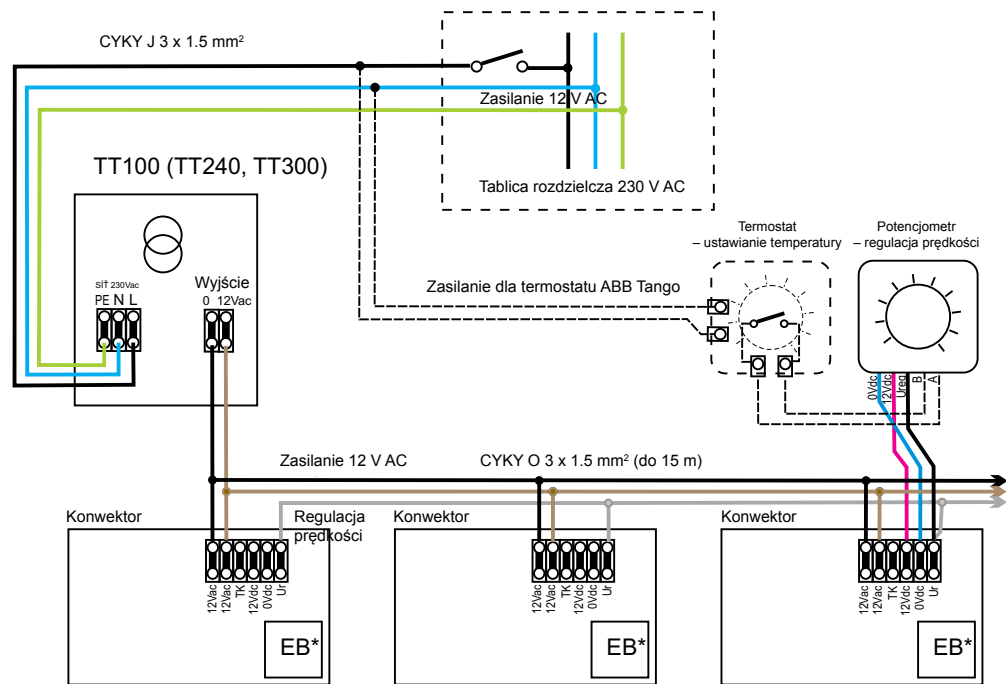 CYKY J 3 x 1.5 mm²
Zasilanie 12 V AC
Tablica rozdzielcza 230 V AC
TT100 (TT240, TT300)
SÍT 230Vac
PE N L
Wyjście
0 12Vac
Termostat
– ustawianie temperatury
Potencjometr
– regulacja prędkości
Zasilanie dla termostatu ABB Tango
0Vdc
12Vdc
Ureg
B
A
Zasilanie 12 V AC
CYKY O 3 x 1.5 mm² (do 15 m)
Konwektor
Regulacja
prędkości
Konwektor
Konwektor
12Vac
12Vac
TK
12Vdc
0Vdc
Ur
12Vac
12Vac
TK
12Vdc
0Vdc
Ur
12Vac
12Vac
TK
12Vdc
0Vdc
Ur
EB*
EB*
EB*